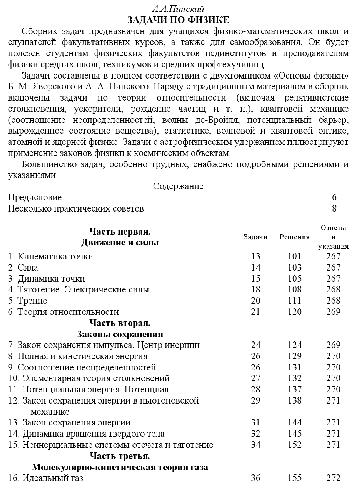 А.А.Пинский
ЗАДАЧИ ПО ФИЗИКЕ
Сборник задач предназначен для учащихся физико-математических школ и
слушателей факультативных курсов, а также для самообразования. Он будет
полезен студентам физических факультетов пединститутов и преподавателям
физики средних школ, техникумов и средних профтехучилищ.
Задачи составлены в полном соответствии с двухтомником «Основы физики»
Б. М. Яворского и А. А. Пинского. Наряду с традиционным материалом в сборник
включены задачи по теории относительности (включая релятивистские
столкновения, ускорители, рождение частиц и т. п.), квантовой механике
(соотношение неопределенностей, волны де-Бройля, потенциальный барьер,
вырожденное состояние вещества), статистике, волновой и квантовой оптике,
атомной и ядерной физике. Задачи с астрофизическим содержанием иллюстрируют
применение законов физики к космическим объектам.
Большинство задач, особенно трудных, снабжено подробными решениями и
указаниями
Содержание
Предисловие 6
Несколько практических советов 8
Часть первая. Задачи Решения Ответы и указания
Движение и силы
1 Кинематика точки 13 101 267
2 Сила 14 103 267
3 Динамика точки 15 105 267
4 Тяготение. Электрические силы 18 108 268
5 Трение 20 111 268
6 Теория относительности 21 120 269
Часть вторая.
Законы сохранения
7 Закон сохранения импульса. Центр инерции 24 124 269
8 Полная и кинетическая энергия 26 129 270
9 Соотношение неопределенностей 26 131 270
10. Элементарная теория столкновений 27 132 270
11. Потенциальная энергия. Потенциал 28 137 270
12. Закон сохранения энергии в ньютоновской 29 138 271
механике
13. Закон сохранения энергии 31 144 271
14. Динамика вращения твердого тела 32 145 271
15. Неинерциальные системы отсчета и тяготение 34 152 271
Часть третья.
Молекулярно-кинетическая теория газа
16. Идеальный газ 36 155 272